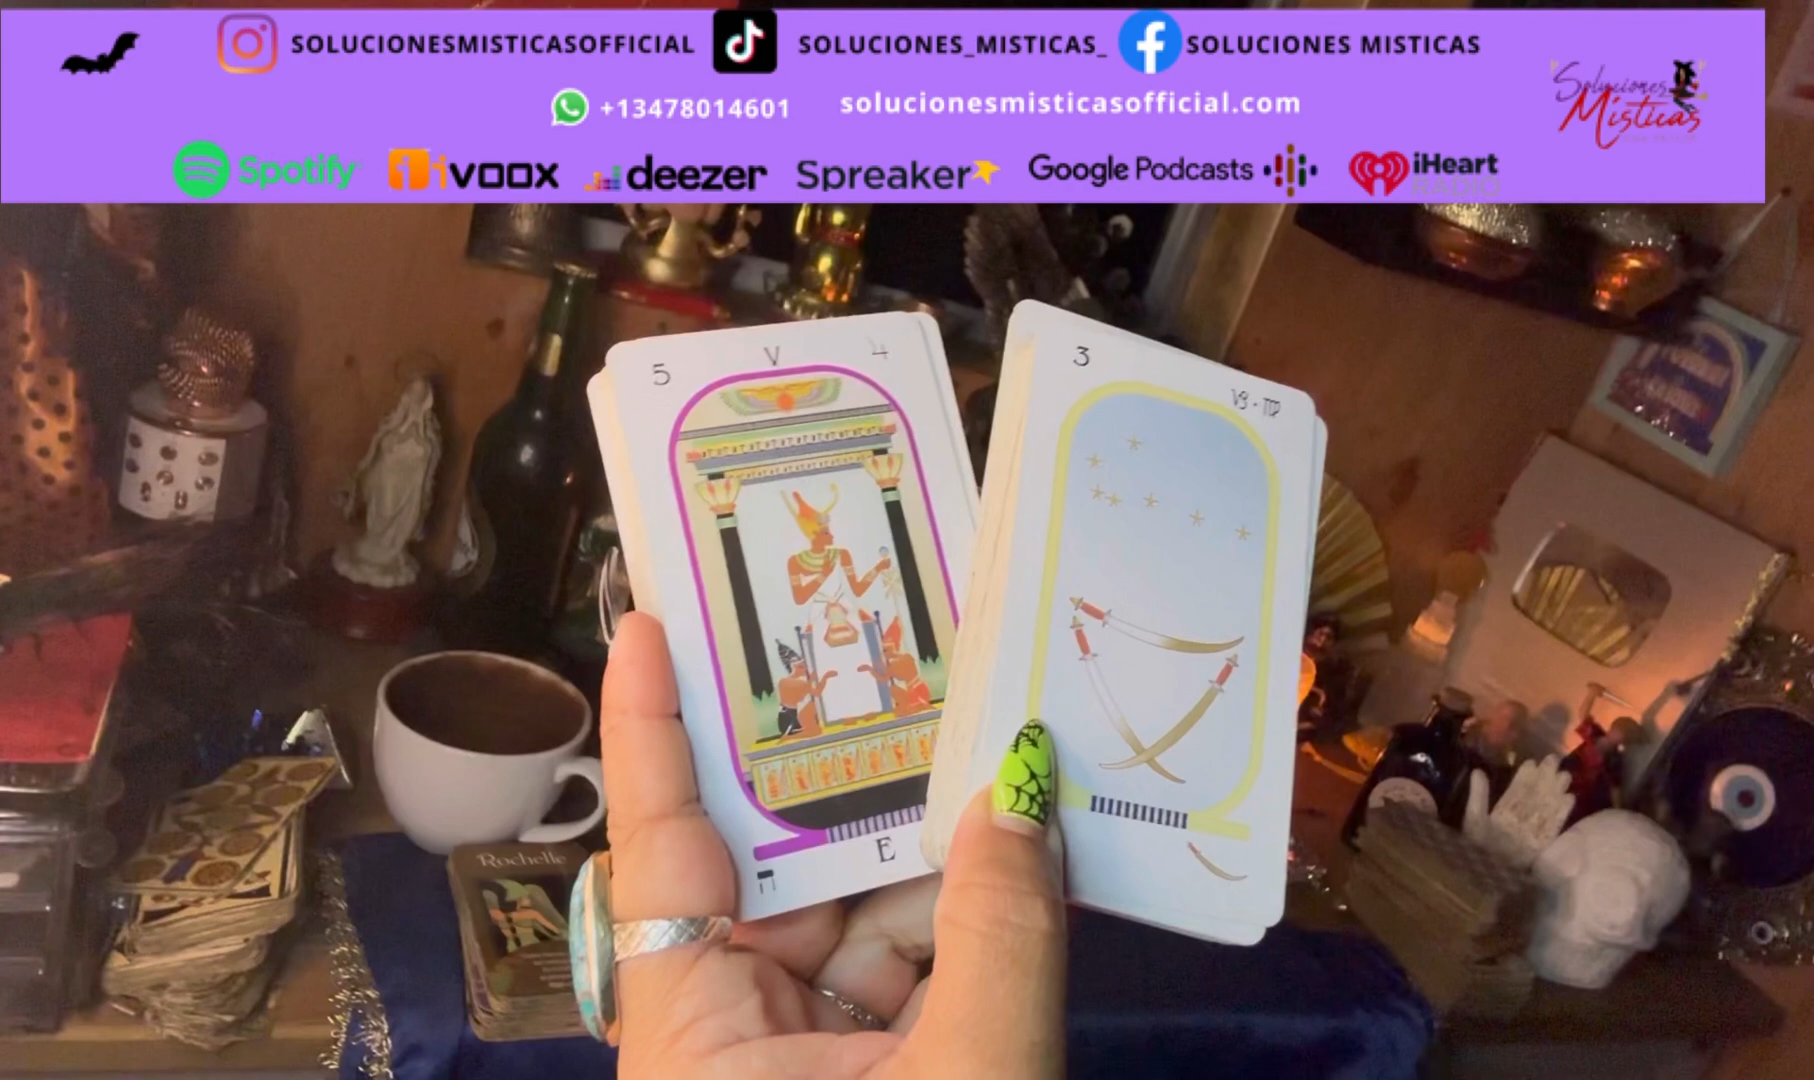 SOLUCIONESMISTICASOFFICIAL SOLUCIONES_MISTICAS_ SOLUCIONES MISTICAS
+13478014601 solucionesmisticasofficial.com
Soluciones
Místicas
Spotify ivoox deezer Spreaker Google Podcasts iHeart
RADIO
5 V 4
3
E
Rochelle